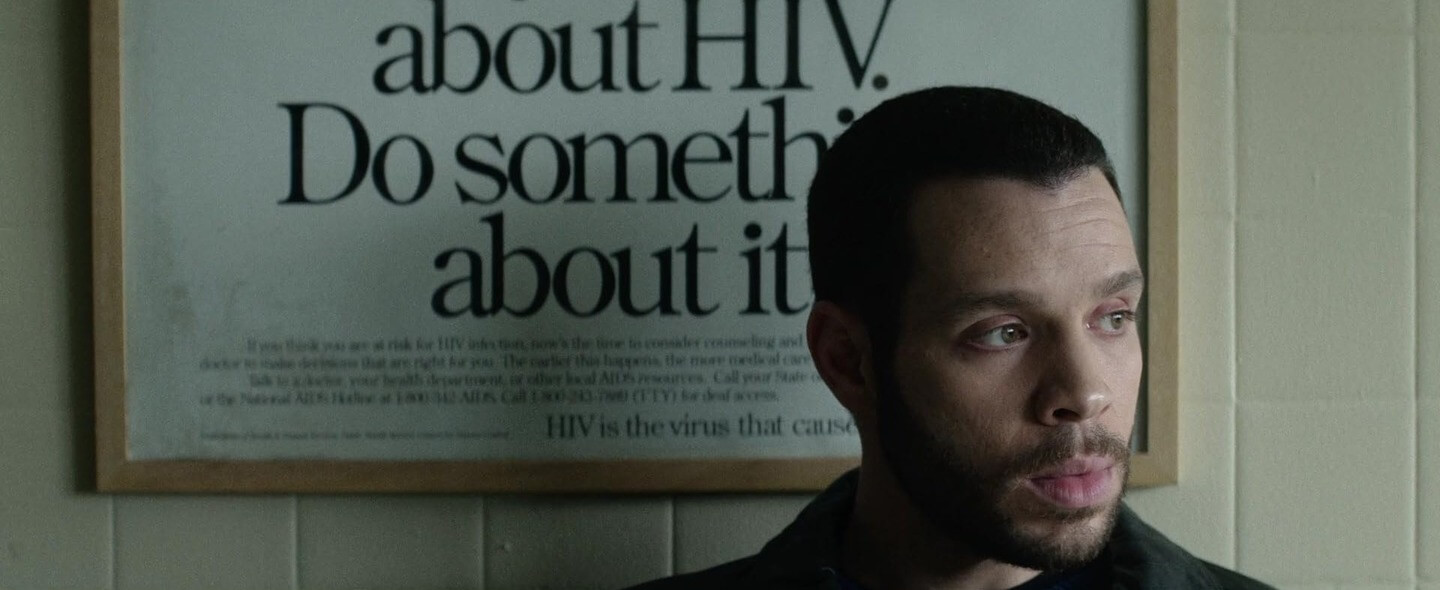 about HIV.
Do somethi
about it
If you think you are at risk for HIV infection, now's the time to consider counseling and
doctor to make decisions that are right for you. The earlier this happens, the more medical care
Talk to a doctor, your health department, or other local AIDS resources. Call your State o
or the National AIDS Hotline at 1-800-342-AIDS. Call 1-800-243-7889 (TTY) for deaf access.
HIV is the virus that cause